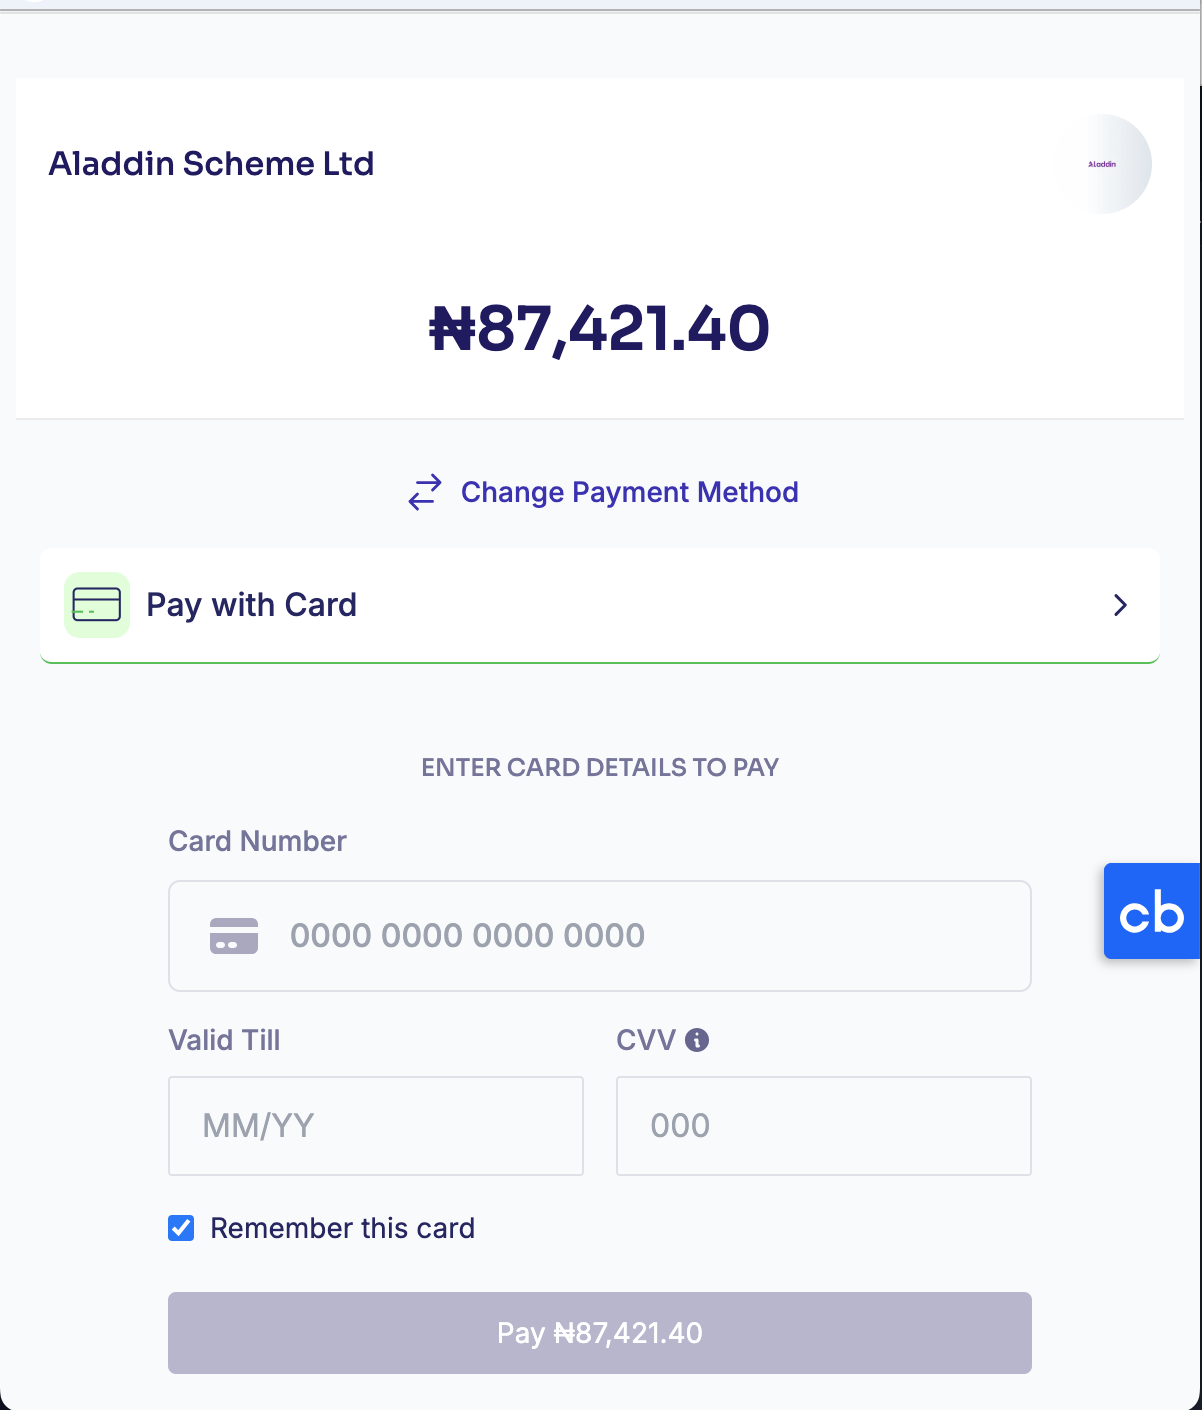 Aladdin Scheme Ltd
Aladdin
₦87,421.40
Change Payment Method
Pay with Card
ENTER CARD DETAILS TO PAY
Card Number
0000 0000 0000 0000
cb
Valid Till
CVV
MM/YY
000
Remember this card
Pay ₦87,421.40